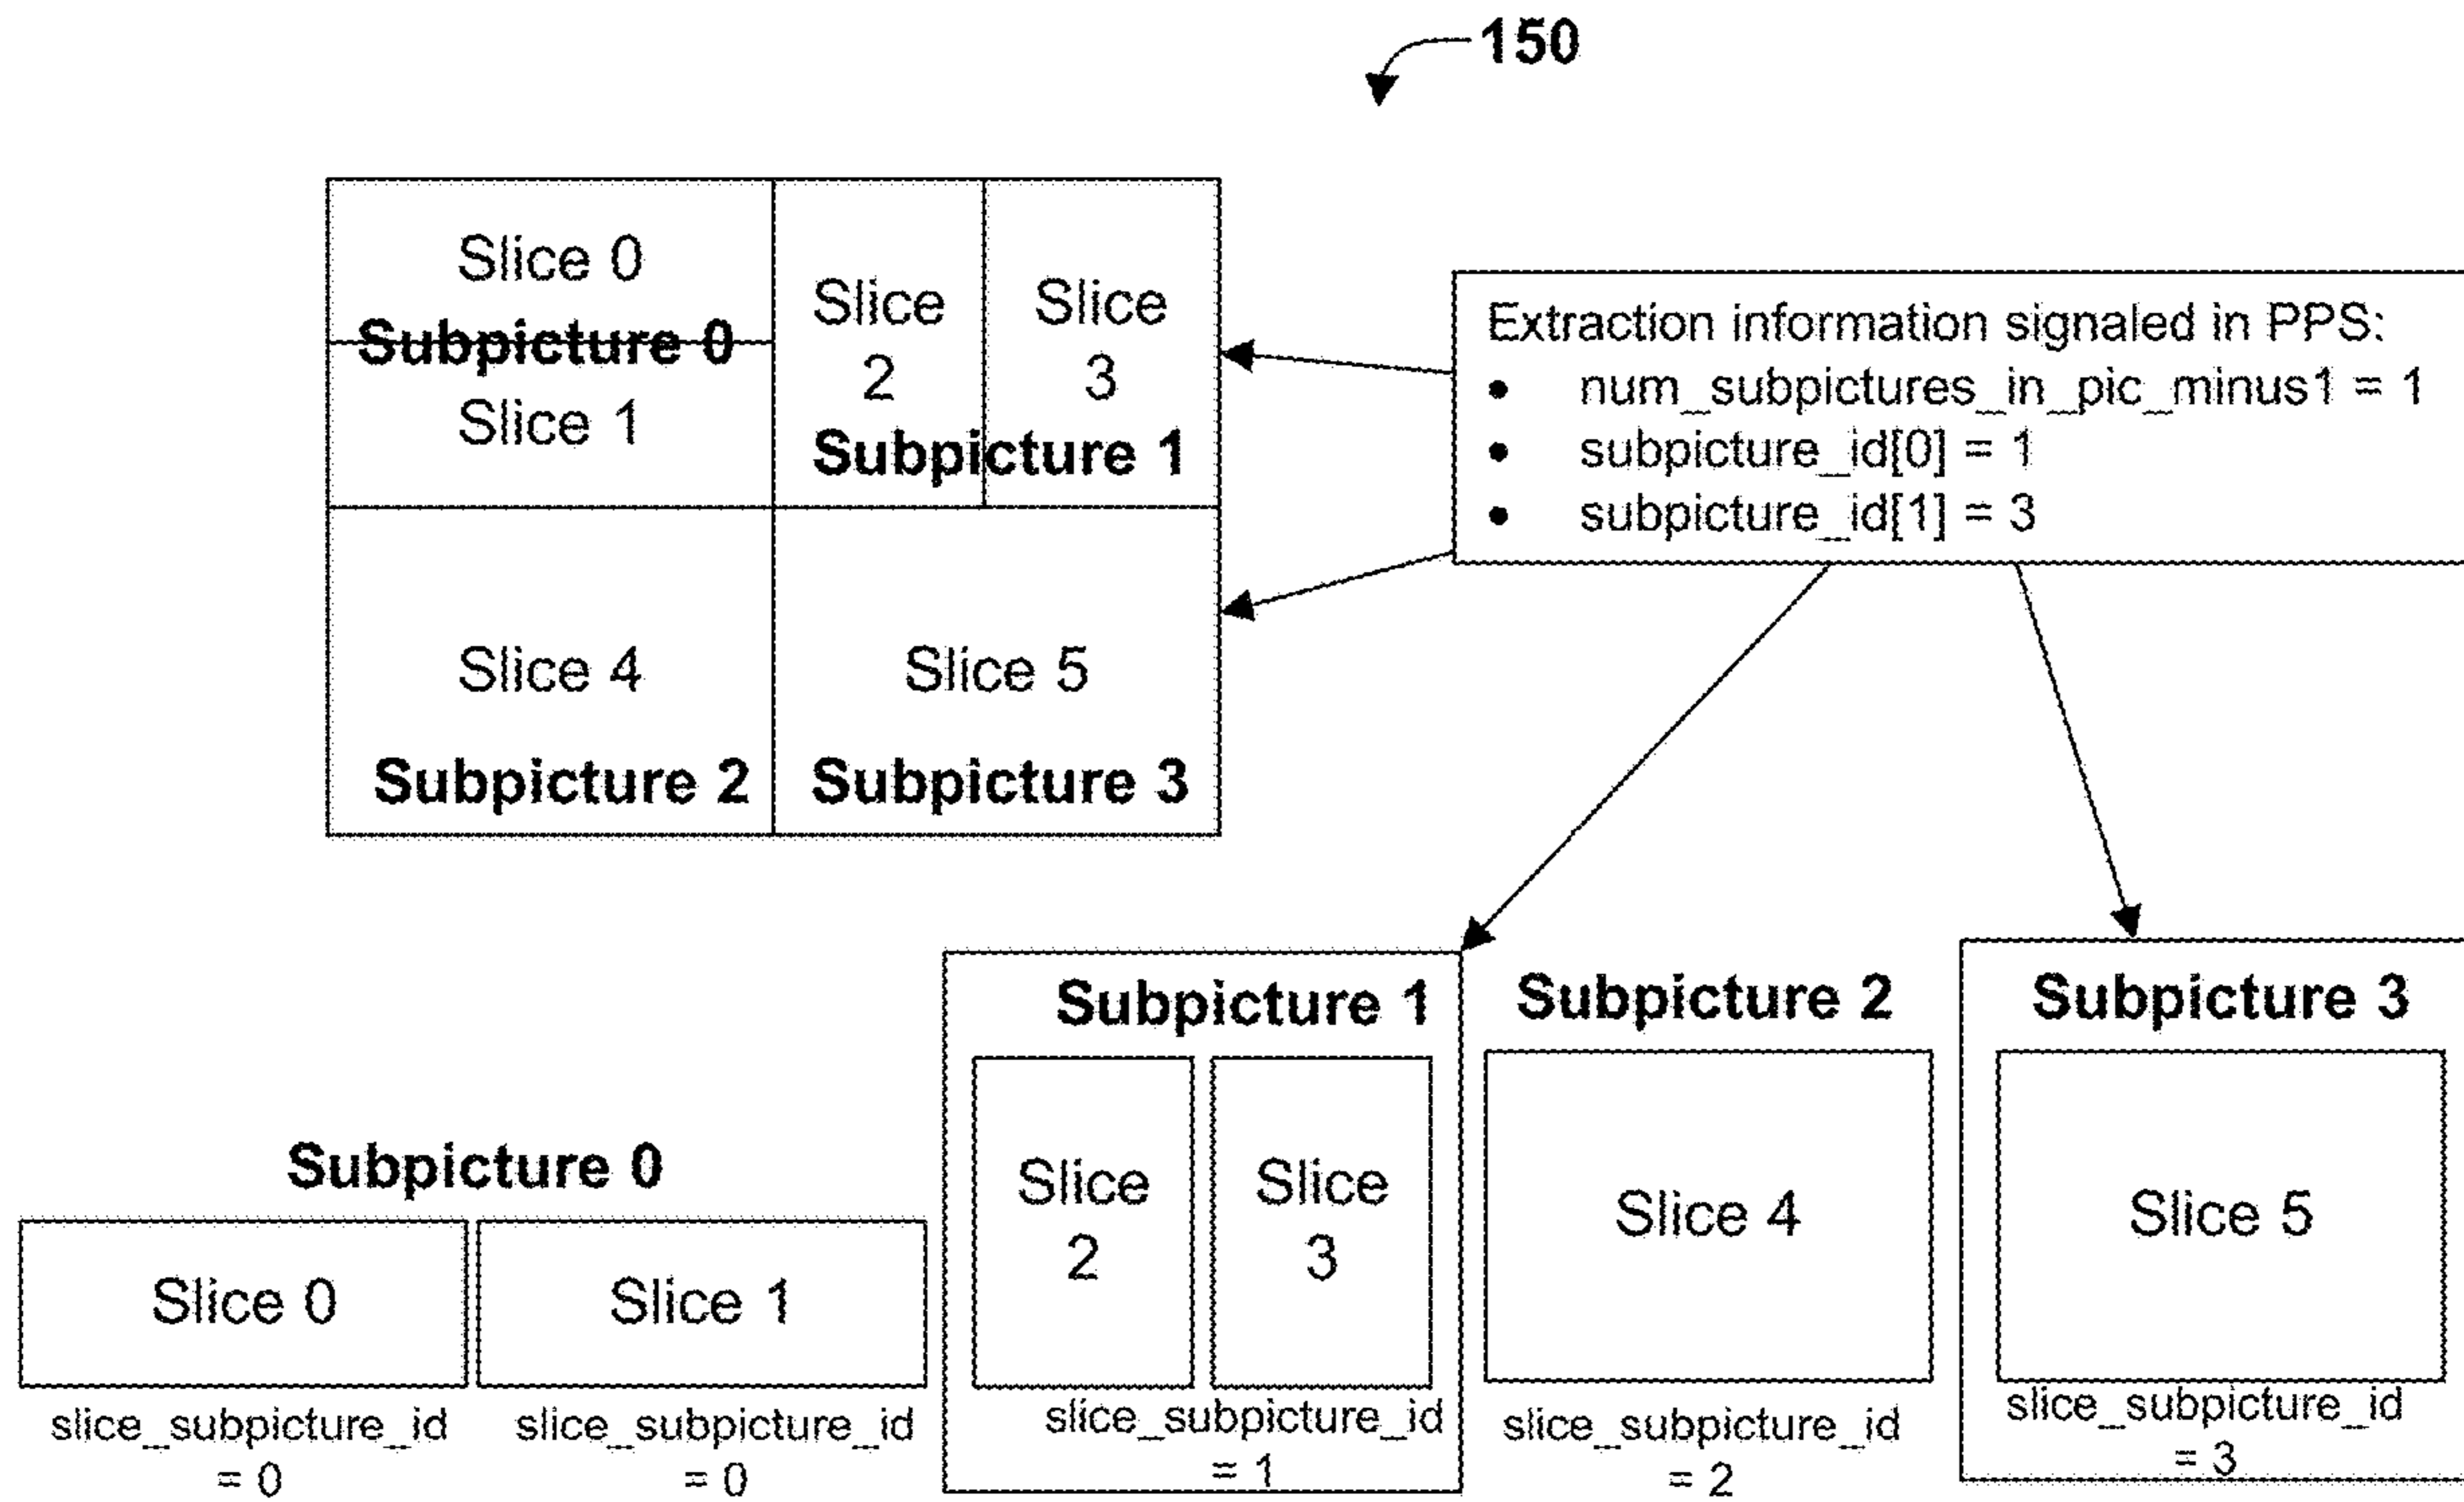 150
Slice 0
Subpicture 0
Slice 1
Slice
2
Slice
3
Subpicture 1
Slice 4
Subpicture 2
Slice 5
Subpicture 3
Extraction information signaled in PPS:
• num_subpictures_in_pic_minus1 = 1
• subpicture_id[0] = 1
• subpicture_id[1] = 3
Subpicture 0
Slice 0
slice_subpicture_id
= 0
Slice 1
slice_subpicture_id
= 0
Subpicture 1
Slice
2
Slice
3
slice_subpicture_id
= 1
Subpicture 2
Slice 4
slice_subpicture_id
= 2
Subpicture 3
Slice 5
slice_subpicture_id
= 3